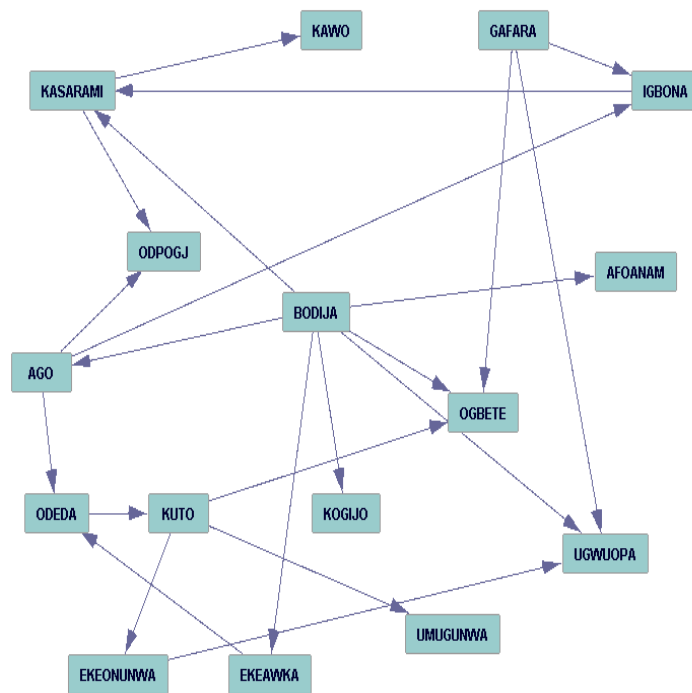 KAWO
GAFARA
KASARAMI
IGBONA
ODPOGJ
AFOANAM
BODIJA
AGO
OGBETE
ODEDA
KUTO
KOGIJO
UGWUOPA
UMUGUNWA
EKEONUNWA
EKEAWKA